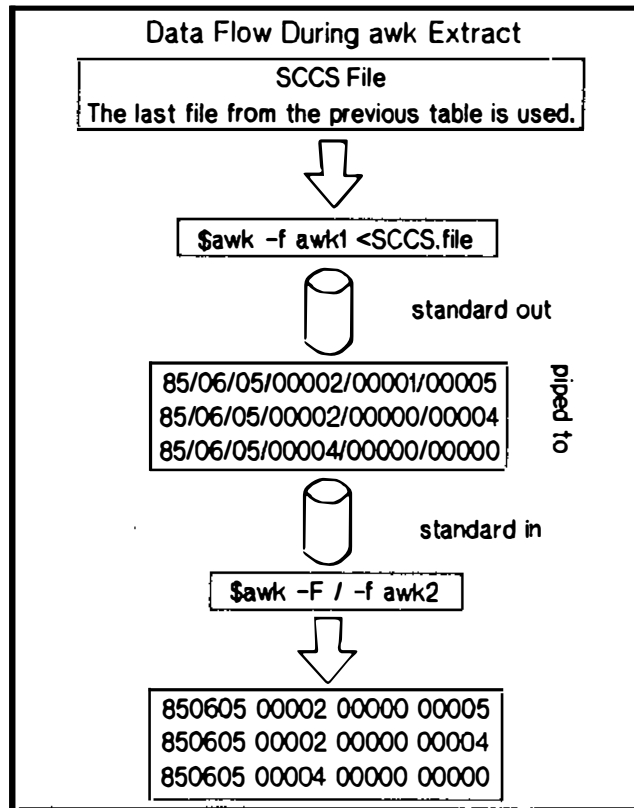 Data Flow During awk Extract
SCCS File
The last file from the previous table is used.
$awk -f awk1 <SCCS.file
standard out
85/06/05/00002/00001/00005
85/06/05/00002/00000/00004
85/06/05/00004/00000/00000
piped to
standard in
$awk -F / -f awk2
850605 00002 00000 00005
850605 00002 00000 00004
850605 00004 00000 00000